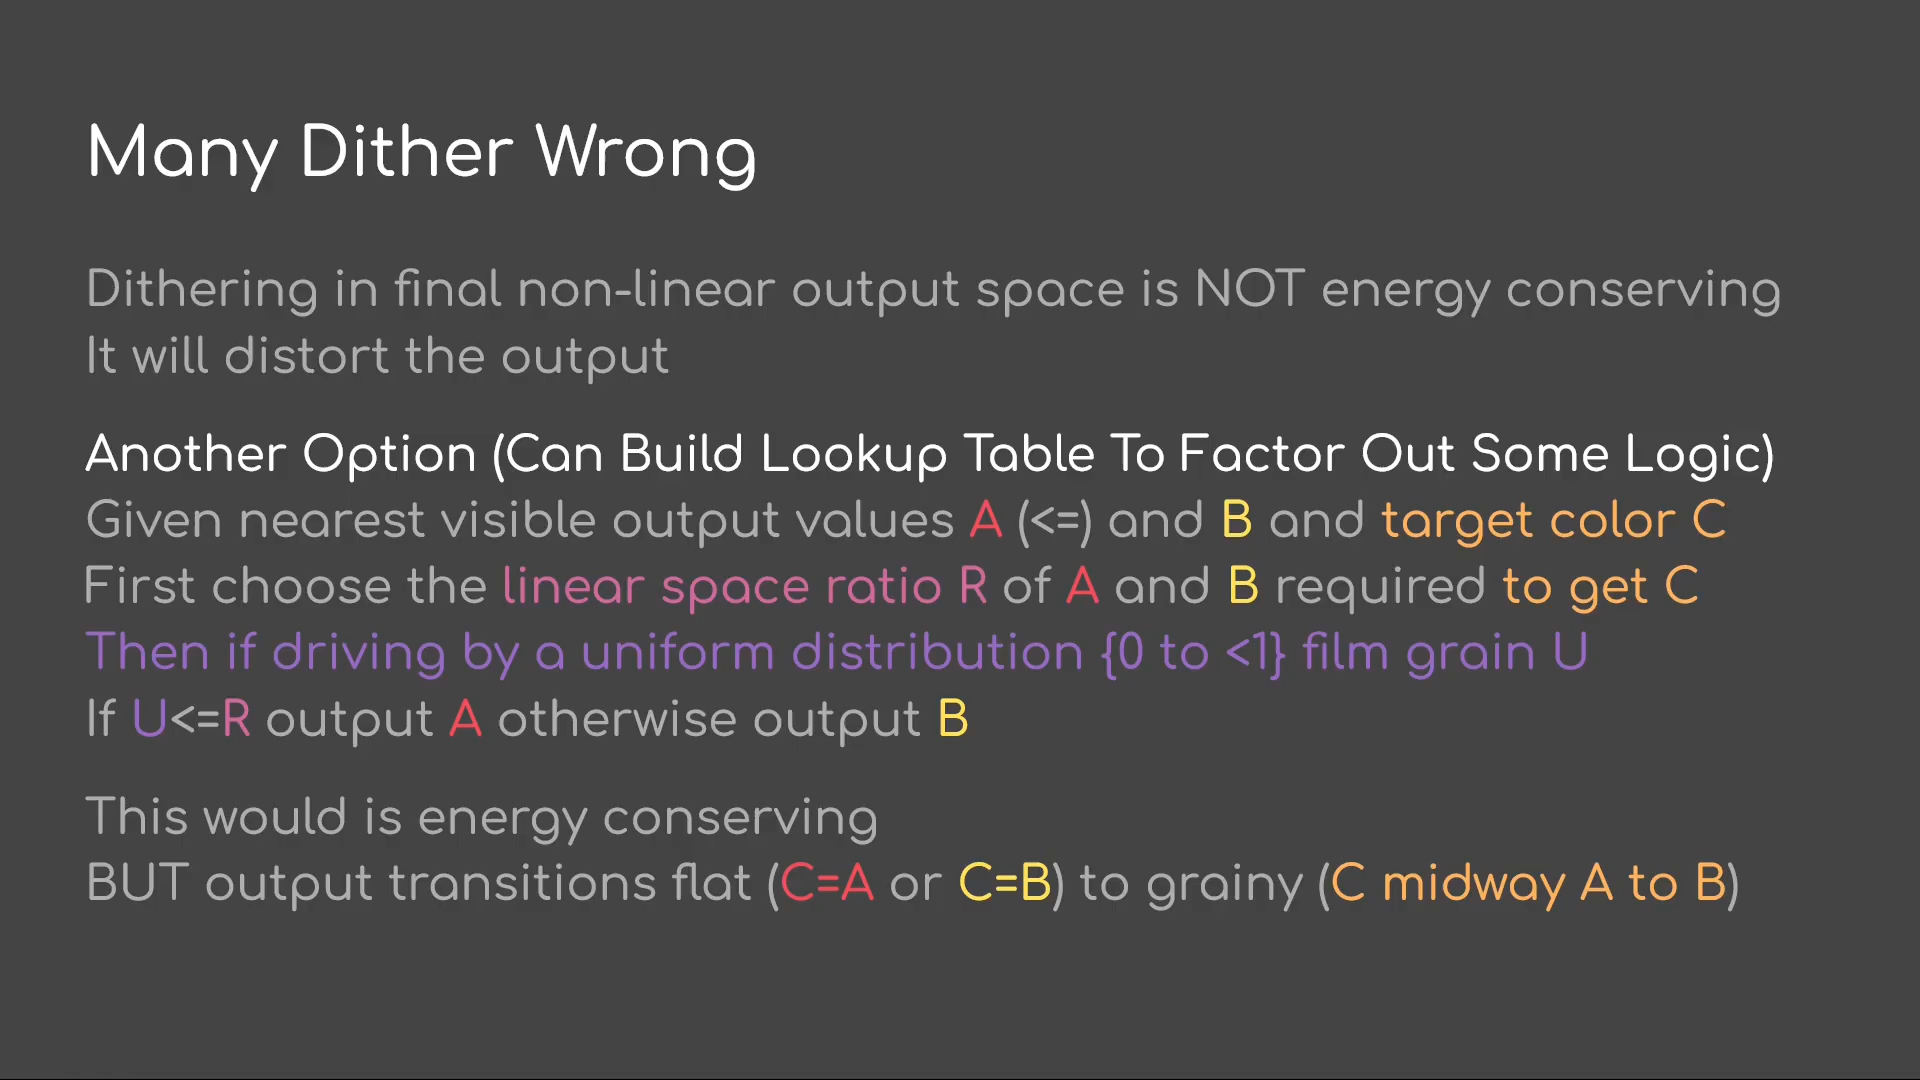 Many Dither Wrong
Dithering in final non-linear output space is NOT energy conserving
It will distort the output
Another Option (Can Build Lookup Table To Factor Out Some Logic)
Given nearest visible output values A (<=) and B and target color C
First choose the linear space ratio R of A and B required to get C
Then if driving by a uniform distribution {0 to <1} film grain U
If U<=R output A otherwise output B
This would is energy conserving
BUT output transitions flat (C=A or C=B) to grainy (C midway A to B)